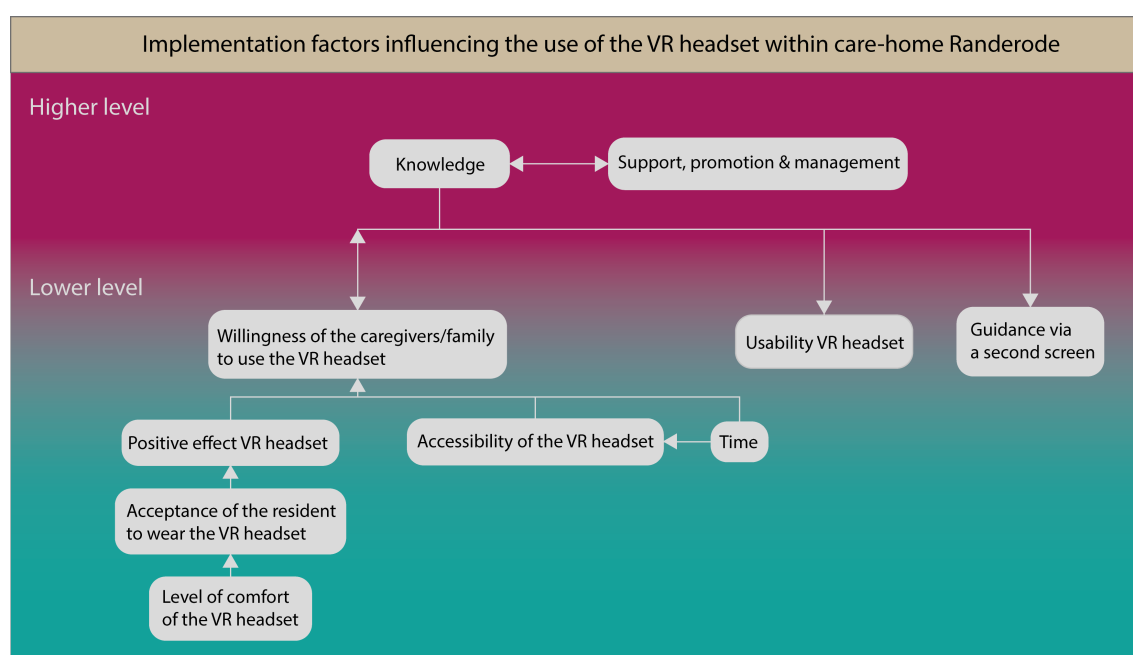 Implementation factors influencing the use of the VR headset within care-home Randerode
Higher level
Knowledge
Support, promotion & management
Lower level
Willingness of the caregivers/family
to use the VR headset
Usability VR headset
Guidance via
a second screen
Positive effect VR headset
Accessibility of the VR headset
Time
Acceptance of the resident
to wear the VR headset
Level of comfort
of the VR headset